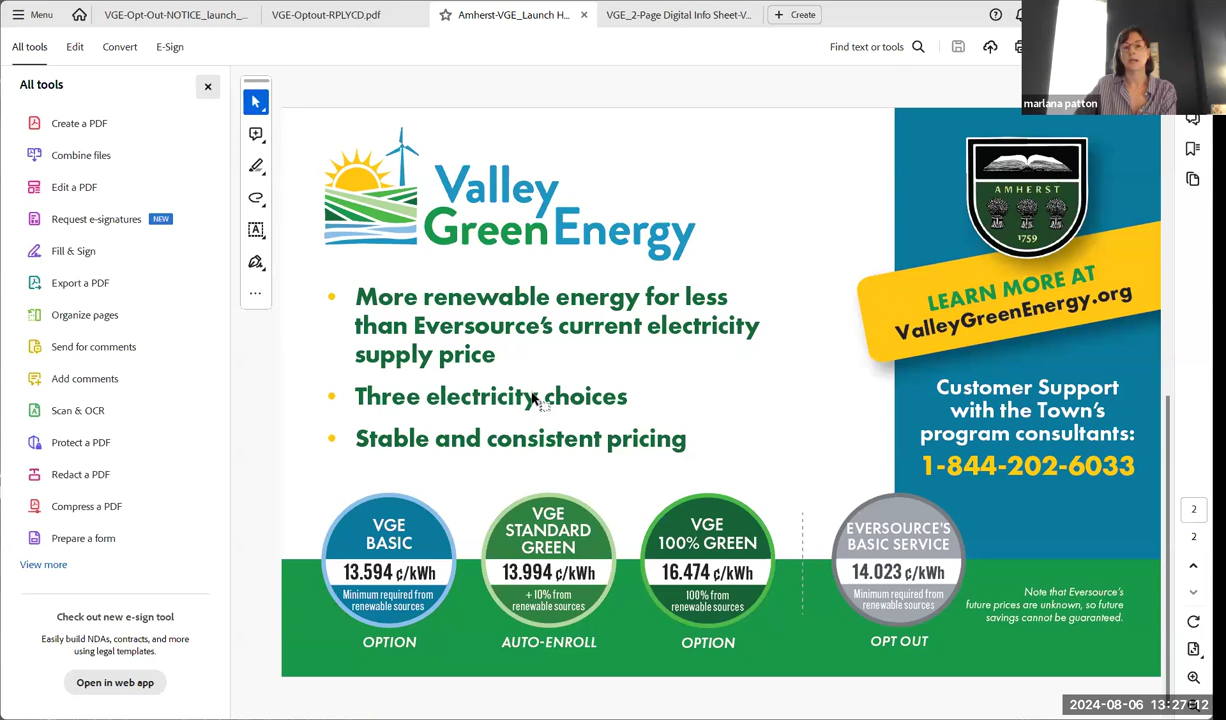 Menu
VGE-Opt-Out-NOTICE_launch_...
VGE-Optout-RPLYCD.pdf
Amherst-VGE_Launch H...
VGE_2-Page Digital Info Sheet-V...
Create
All tools
Edit
Convert
E-Sign
Find text or tools
All tools
Create a PDF
Combine files
Edit a PDF
Request e-signatures NEW
Fill & Sign
Export a PDF
Organize pages
Send for comments
Add comments
Scan & OCR
Protect a PDF
Redact a PDF
Compress a PDF
Prepare a form
View more
Check out new e-sign tool
Easily build NDAs, contracts, and more
using legal templates.
Open in web app
Valley
GreenEnergy
• More renewable energy for less
than Eversource's current electricity
supply price
• Three electricity choices
• Stable and consistent pricing
VGE
BASIC
13.594 ¢/kWh
Minimum required from
renewable sources
OPTION
VGE
STANDARD
GREEN
13.994 ¢/kWh
+ 10% from
renewable sources
AUTO-ENROLL
VGE
100% GREEN
16.474 ¢/kWh
100% from
renewable sources
OPTION
EVERSOURCE'S
BASIC SERVICE
14.023 ¢/kWh
Minimum required from
renewable sources
OPT OUT
AMHERST
1759
LEARN MORE AT
ValleyGreenEnergy.org
Customer Support
with the Town's
program consultants:
1-844-202-6033
Note that Eversource's
future prices are unknown, so future
savings cannot be guaranteed.
marlana patton
2
2
2024-08-06 13:27:12